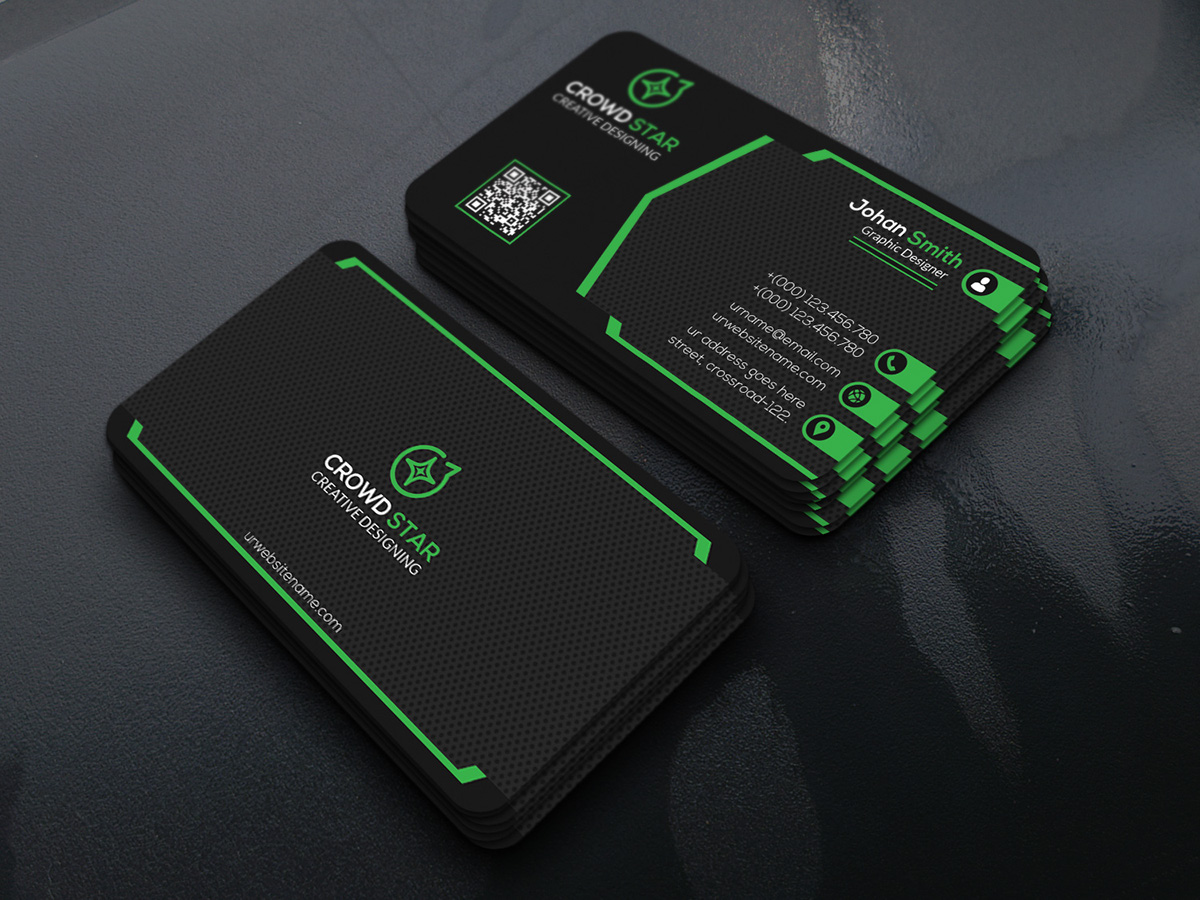 CROWD STAR
CREATIVE DESIGNING
Johan Smith
Graphic Designer
+(000) 123.456.780
+(000) 123.456.780
urname@email.com
urwebsitename.com
ur address goes here
street, crossroad-122.
CROWD STAR
CREATIVE DESIGNING
urwebsitename.com